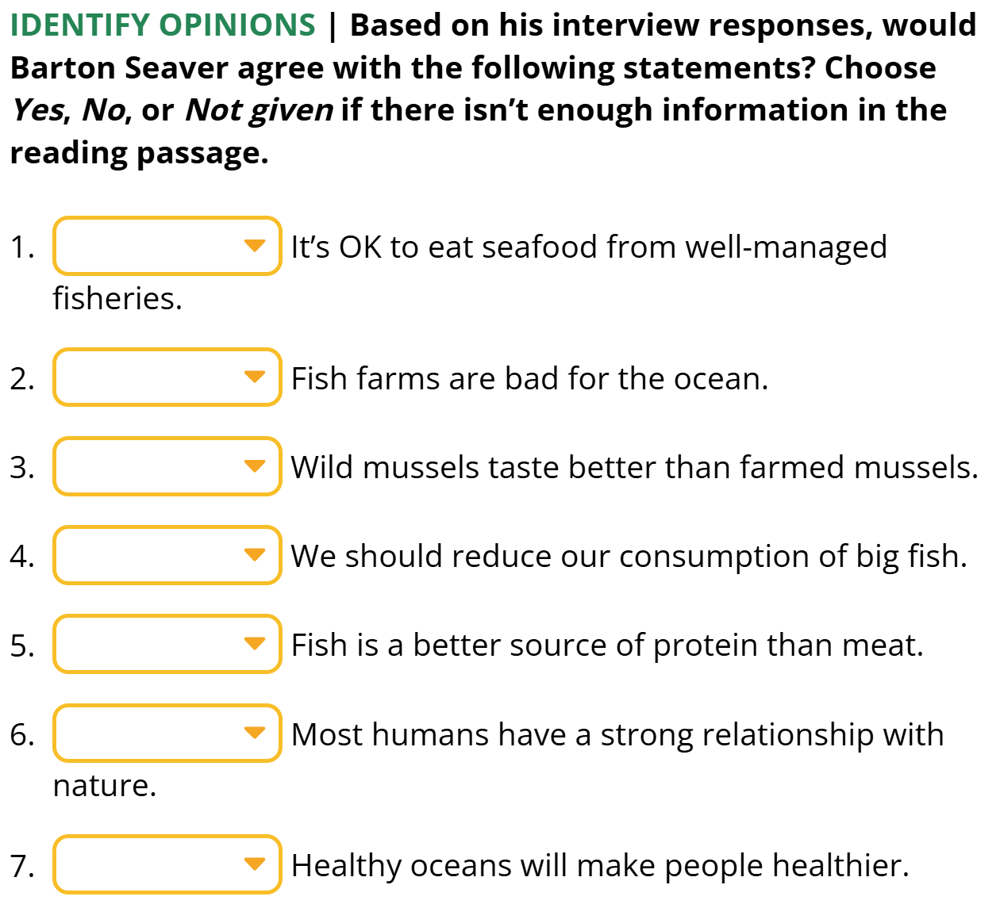 IDENTIFY OPINIONS | Based on his interview responses, would
Barton Seaver agree with the following statements? Choose
Yes, No, or Not given if there isn’t enough information in the
reading passage.
1. It’s OK to eat seafood from well-managed
fisheries.
2. Fish farms are bad for the ocean.
3. Wild mussels taste better than farmed mussels.
4. We should reduce our consumption of big fish.
5. Fish is a better source of protein than meat.
6. Most humans have a strong relationship with
nature.
7. Healthy oceans will make people healthier.